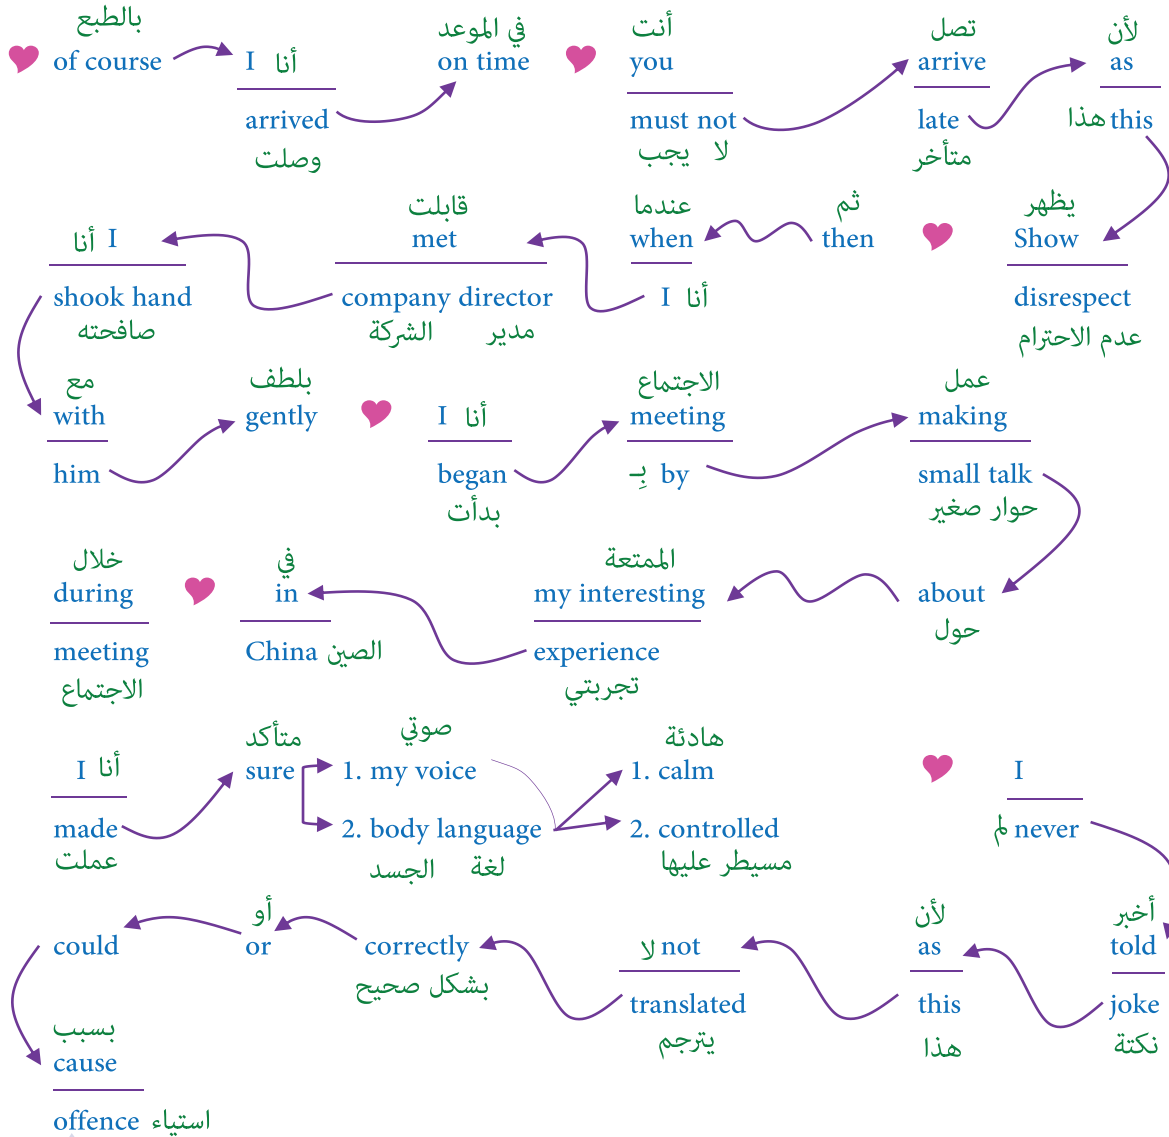 بالطبع في الموعد أنت تصل لأن
of course I أنا on time you arrive as
arrived must not late هذا this
وصلت لا يجب متأخر
قابلت عندما ثم يظهر
أنا I met when then Show
shook hand company director I أنا disrespect
صافحته مدير الشركة عدم الاحترام
مع بلطف الاجتماع عمل
with gently I أنا meeting making
him began بِـ by small talk
بدأت حوار صغير
خلال في الممتعة
during in my interesting about
meeting China الصين experience حول
الاجتماع تجربتي
متأكد صوتي هادئة
I أنا sure 1. my voice 1. calm I
made 2. body language 2. controlled لم never
عملت لغة الجسد مسيطر عليها
أو لأن أخبر
could or correctly لا not as told
بشكل صحيح translated this joke
بسبب يترجم هذا نكتة
cause
offence استياء